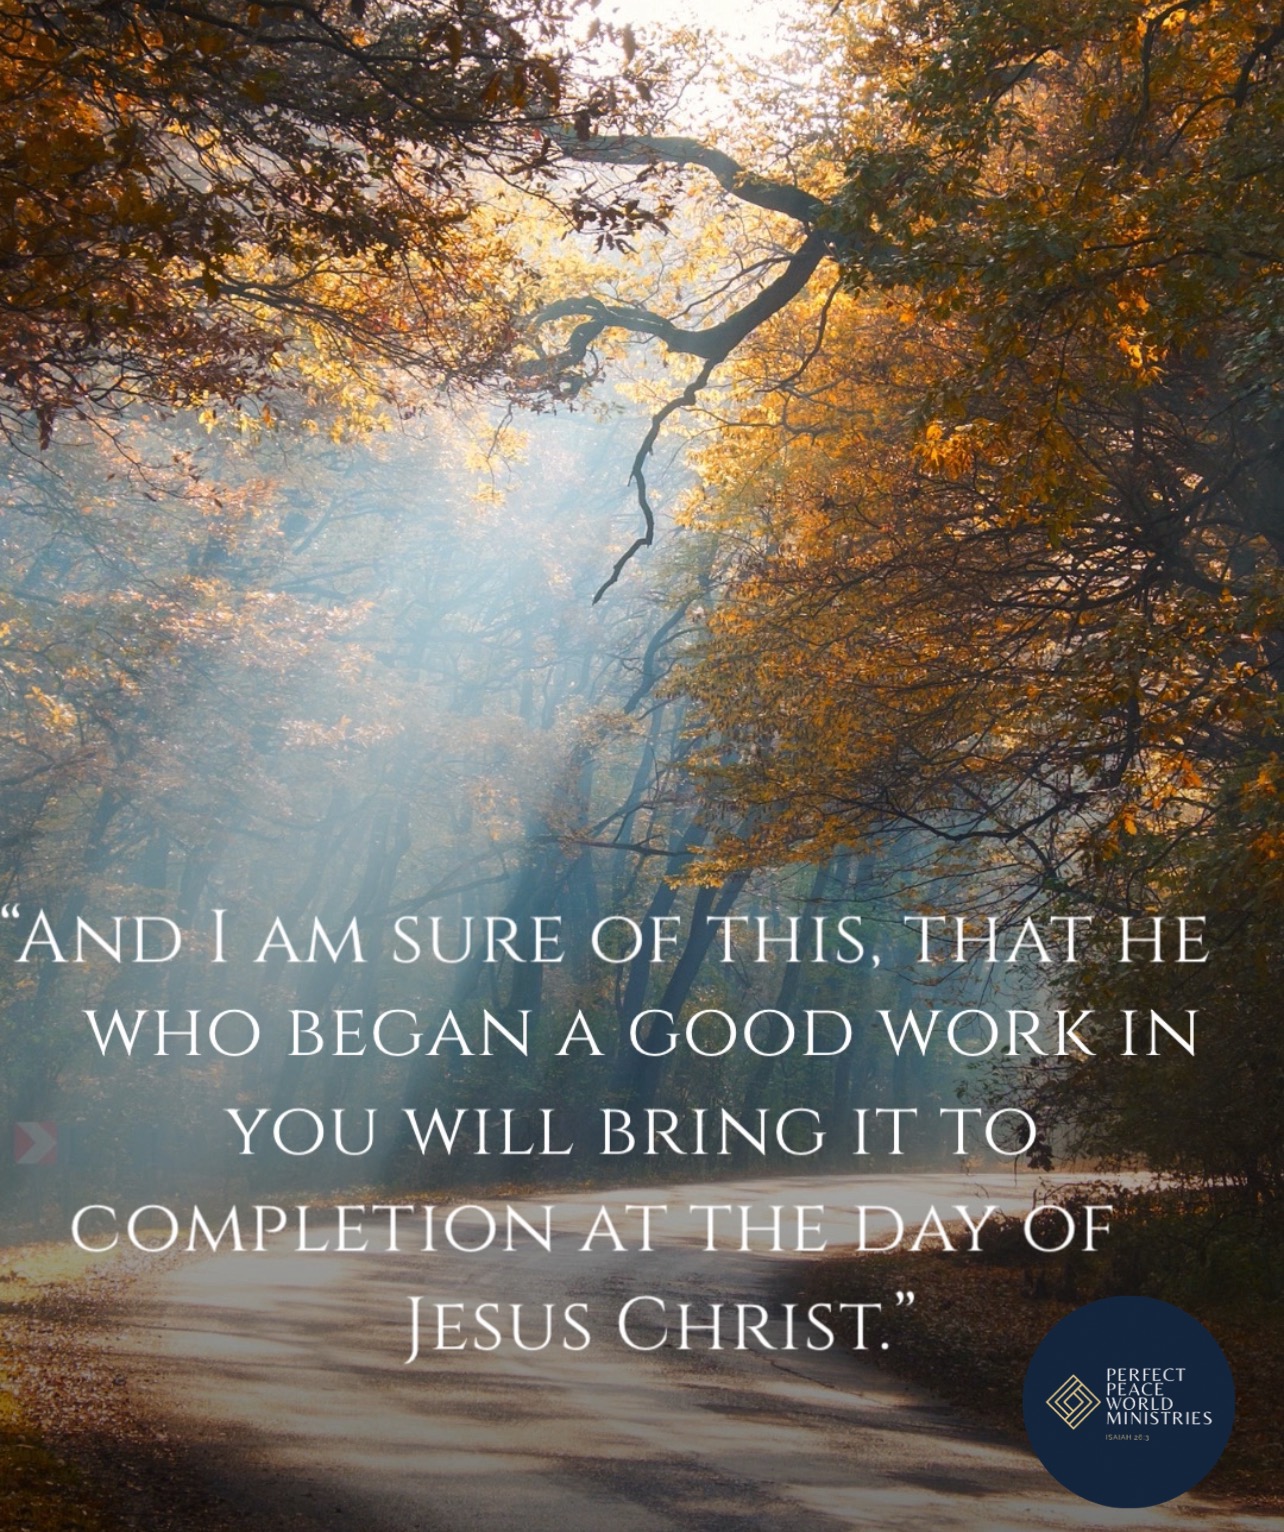 “And I am sure of this, that he
who began a good work in
you will bring it to
completion at the day of
Jesus Christ.”
PERFECT
PEACE
WORLD
MINISTRIES
ISAIAH 26:3